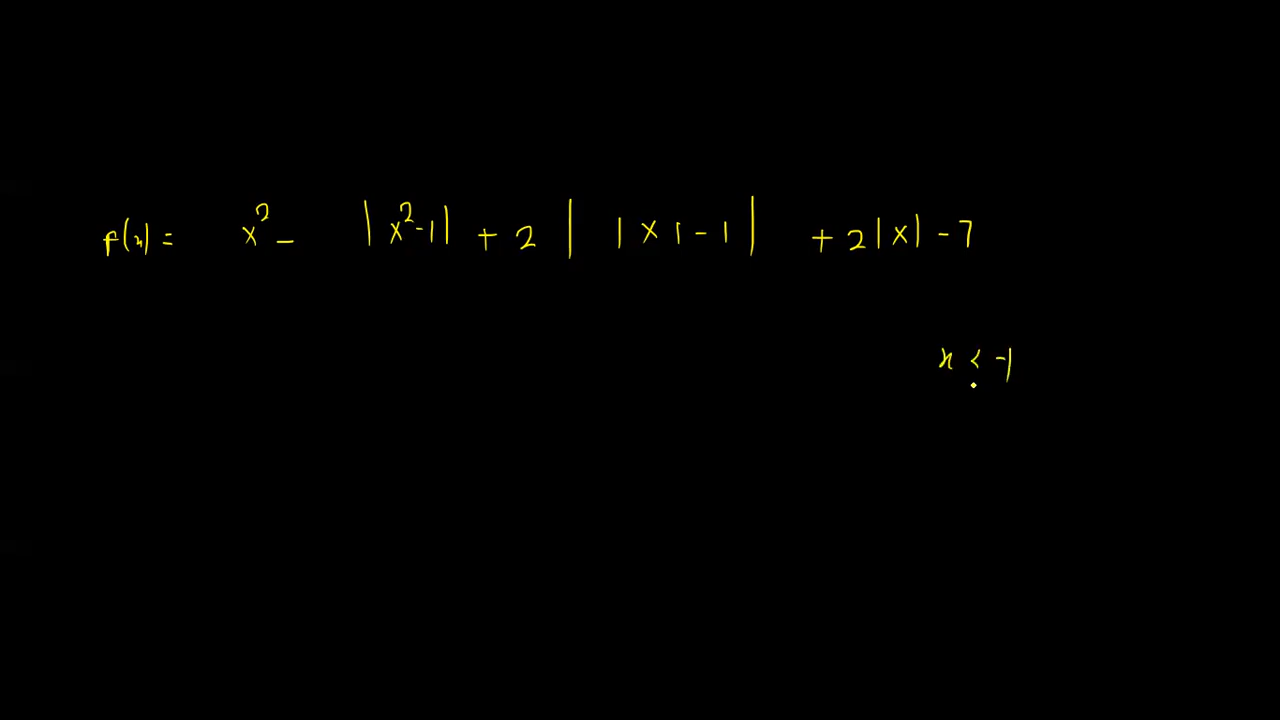 f(x) = x² - |x²-1| + 2 | |x|-1 | + 2|x| - 7
x < -1